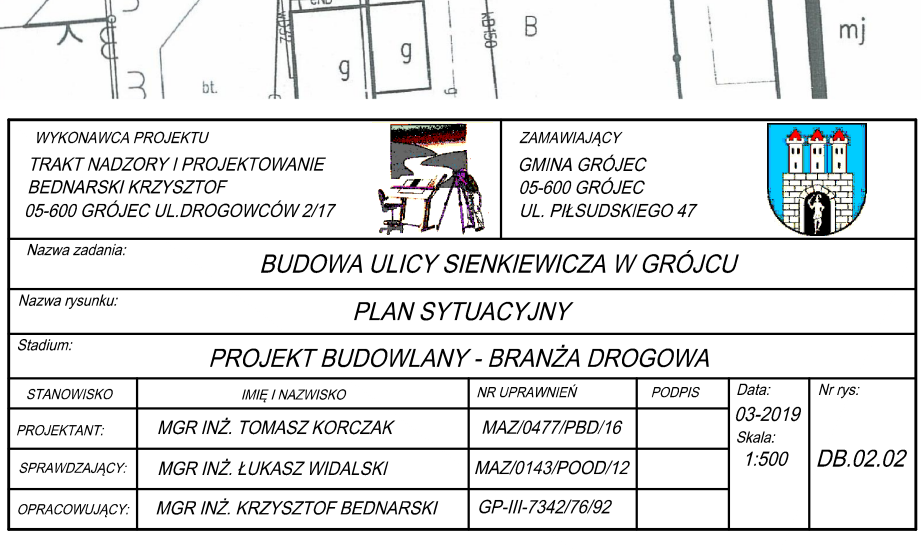 KD150
B
mj
g
g
bt.
g
WYKONAWCA PROJEKTU
TRAKT NADZORY I PROJEKTOWANIE
BEDNARSKI KRZYSZTOF
05-600 GRÓJEC UL.DROGOWCÓW 2/17
ZAMAWIAJĄCY
GMINA GRÓJEC
05-600 GRÓJEC
UL. PIŁSUDSKIEGO 47
Nazwa zadania:
BUDOWA ULICY SIENKIEWICZA W GRÓJCU
Nazwa rysunku:
PLAN SYTUACYJNY
Stadium:
PROJEKT BUDOWLANY - BRANŻA DROGOWA
STANOWISKO IMIĘ I NAZWISKO NR UPRAWNIEŃ PODPIS
PROJEKTANT: MGR INŻ. TOMASZ KORCZAK MAZ/0477/PBD/16
SPRAWDZAJĄCY: MGR INŻ. ŁUKASZ WIDALSKI MAZ/0143/POOD/12
OPRACOWUJĄCY: MGR INŻ. KRZYSZTOF BEDNARSKI GP-III-7342/76/92
Data:
03-2019
Skala:
1:500
Nr rys:
DB.02.02